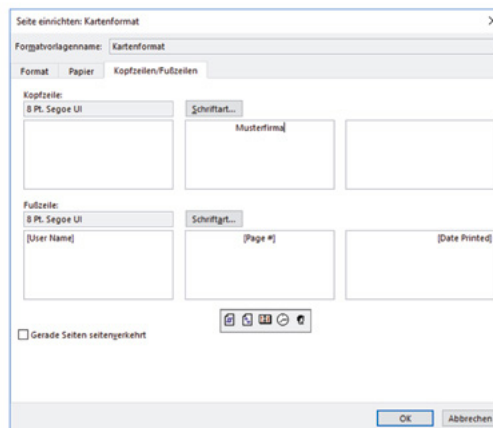 Seite einrichten: Kartenformat
Formatvorlagenname: Kartenformat
Format Papier Kopfzeilen/Fußzeilen
Kopfzeile:
8 Pt. Segoe UI Schriftart...
Musterfirma
Fußzeile:
8 Pt. Segoe UI Schriftart...
[User Name] [Page #] [Date Printed]
Gerade Seiten seitenverkehrt
OK Abbrechen